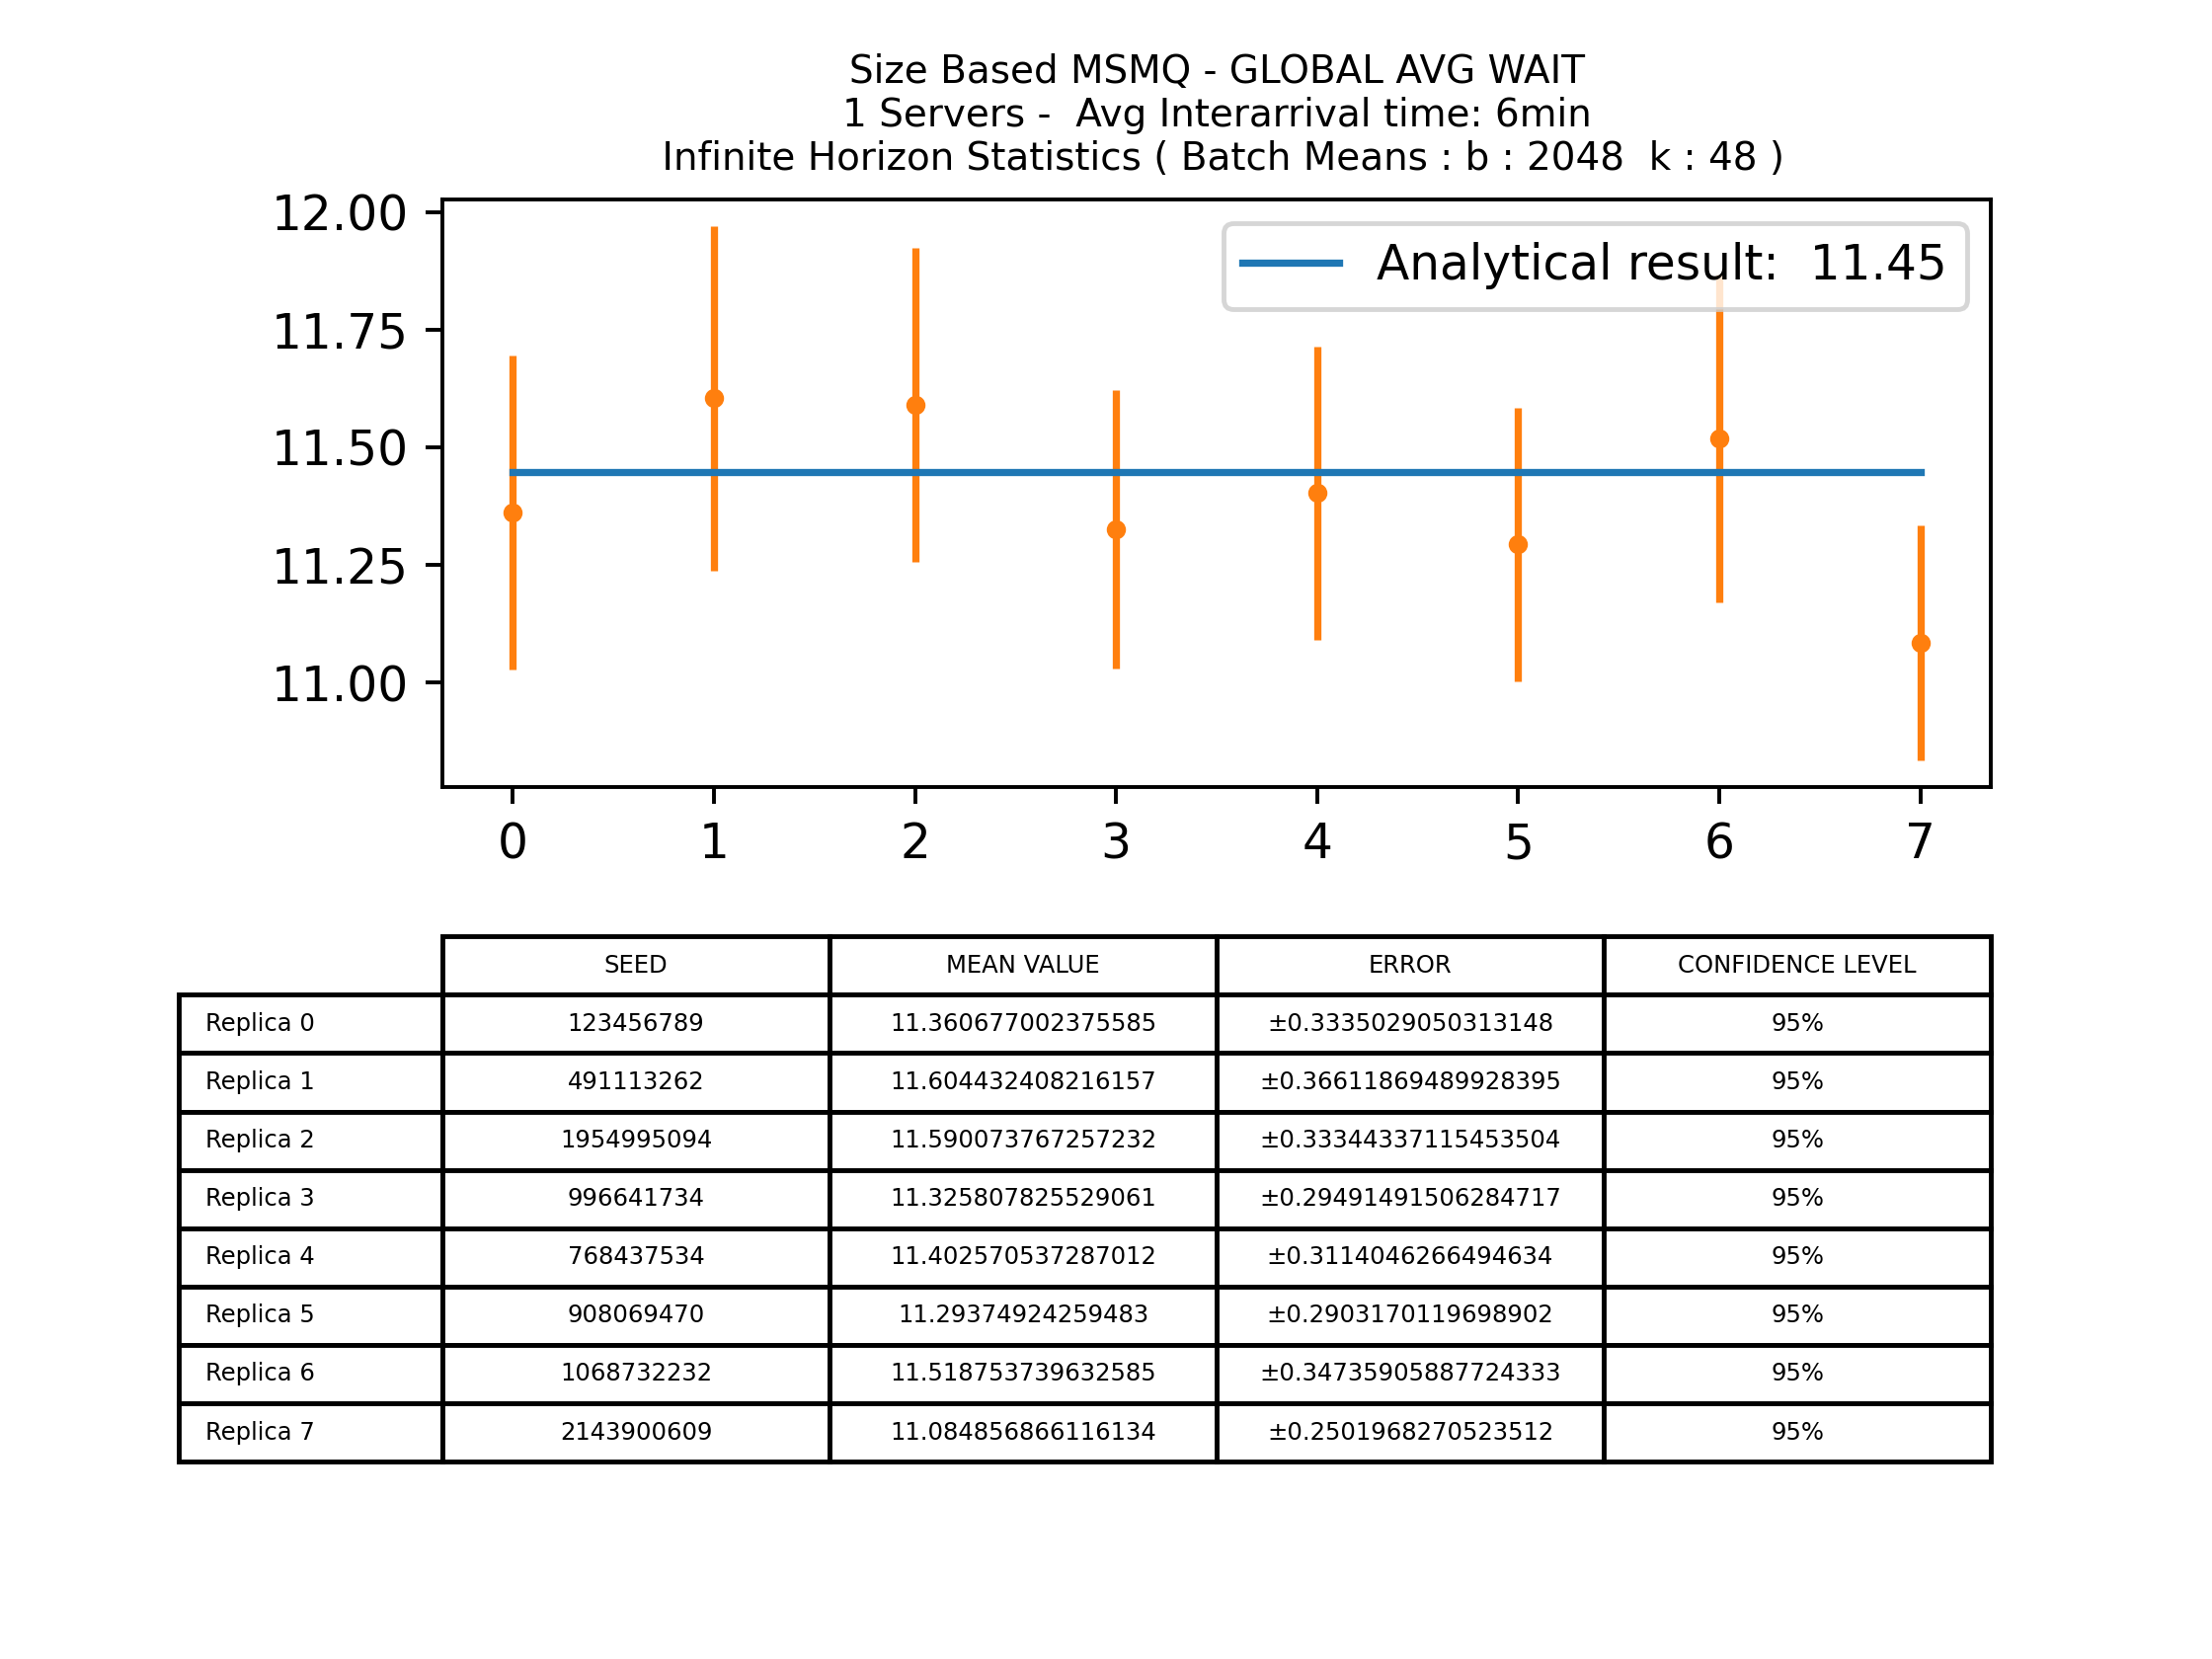 Size Based MSMQ - GLOBAL AVG WAIT
1 Servers -  Avg Interarrival time: 6min
Infinite Horizon Statistics ( Batch Means : b : 2048  k : 48 )
12.00
11.75
11.50
11.25
11.00
Analytical result:  11.45
0 1 2 3 4 5 6 7
SEED MEAN VALUE ERROR CONFIDENCE LEVEL
Replica 0 123456789 11.360677002375585 ±0.3335029050313148 95%
Replica 1 491113262 11.604432408216157 ±0.36611869489928395 95%
Replica 2 1954995094 11.590073767257232 ±0.33344337115453504 95%
Replica 3 996641734 11.325807825529061 ±0.29491491506284717 95%
Replica 4 768437534 11.402570537287012 ±0.3114046266494634 95%
Replica 5 908069470 11.29374924259483 ±0.2903170119698902 95%
Replica 6 1068732232 11.518753739632585 ±0.34735905887724333 95%
Replica 7 2143900609 11.084856866116134 ±0.2501968270523512 95%